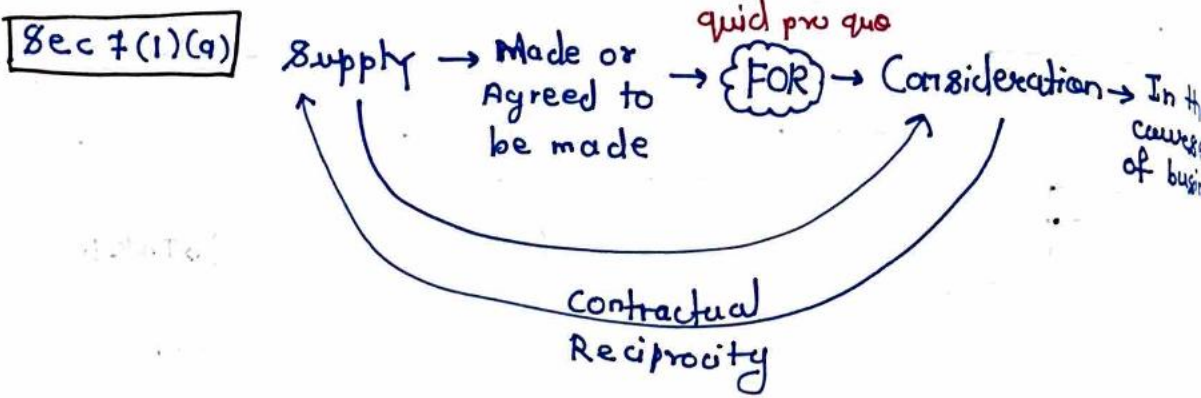 Sec 7(1)(a)
quid pro quo
Supply → Made or Agreed to be made → FOR → Consideration → In th
course
of busi
Contractual
Reciprocity